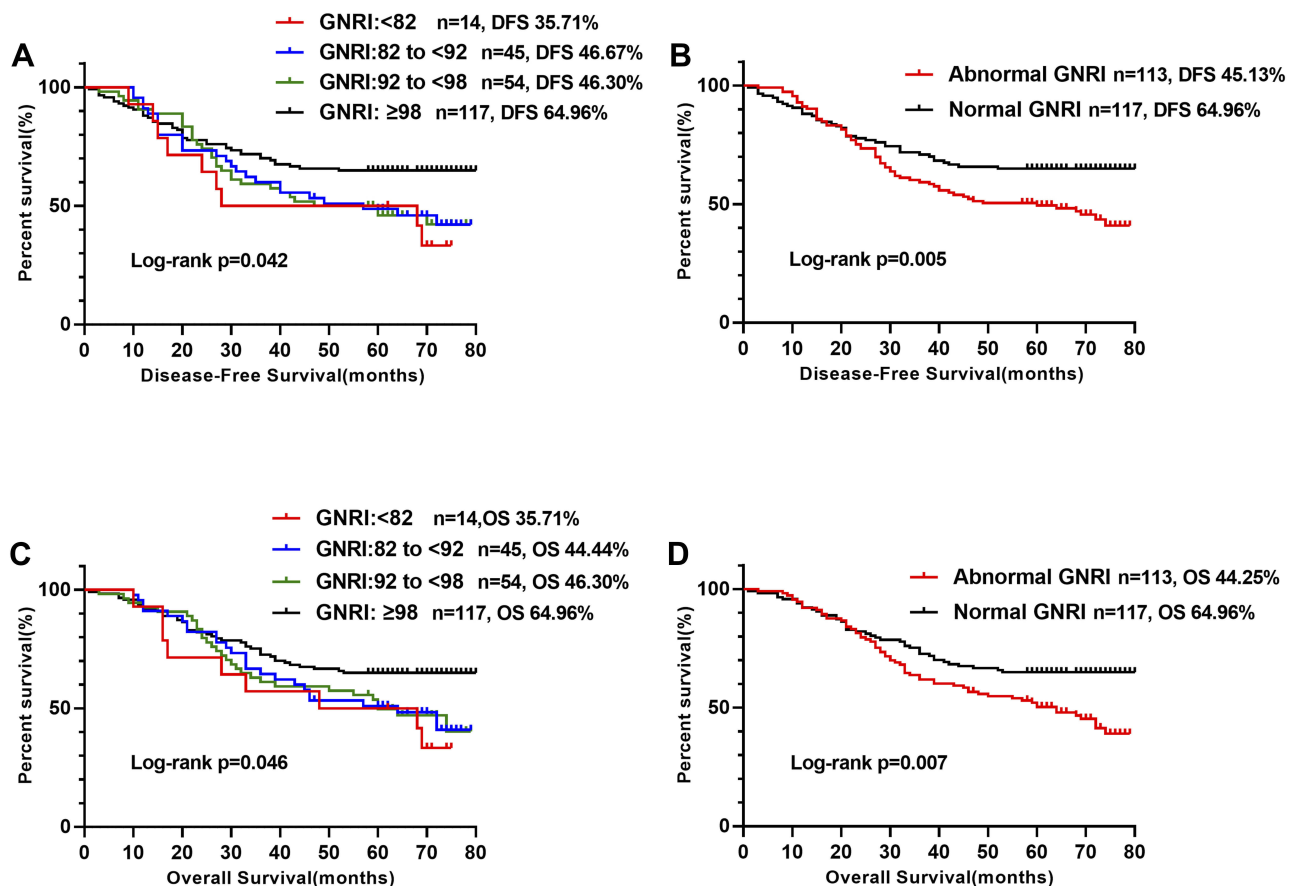 A
GNRI:<82 n=14, DFS 35.71%
GNRI:82 to <92 n=45, DFS 46.67%
GNRI:92 to <98 n=54, DFS 46.30%
GNRI: ≥98 n=117, DFS 64.96%
Percent survival(%)
100
50
0
Log-rank p=0.042
0 10 20 30 40 50 60 70 80
Disease-Free Survival(months)
B
Abnormal GNRI n=113, DFS 45.13%
Normal GNRI n=117, DFS 64.96%
Percent survival(%)
100
50
0
Log-rank p=0.005
0 10 20 30 40 50 60 70 80
Disease-Free Survival(months)
C
GNRI:<82 n=14,OS 35.71%
GNRI:82 to <92 n=45, OS 44.44%
GNRI:92 to <98 n=54, OS 46.30%
GNRI: ≥98 n=117, OS 64.96%
Percent survival(%)
100
50
0
Log-rank p=0.046
0 10 20 30 40 50 60 70 80
Overall Survival(months)
D
Abnormal GNRI n=113, OS 44.25%
Normal GNRI n=117, OS 64.96%
Percent survival(%)
100
50
0
Log-rank p=0.007
0 10 20 30 40 50 60 70 80
Overall Survival(months)